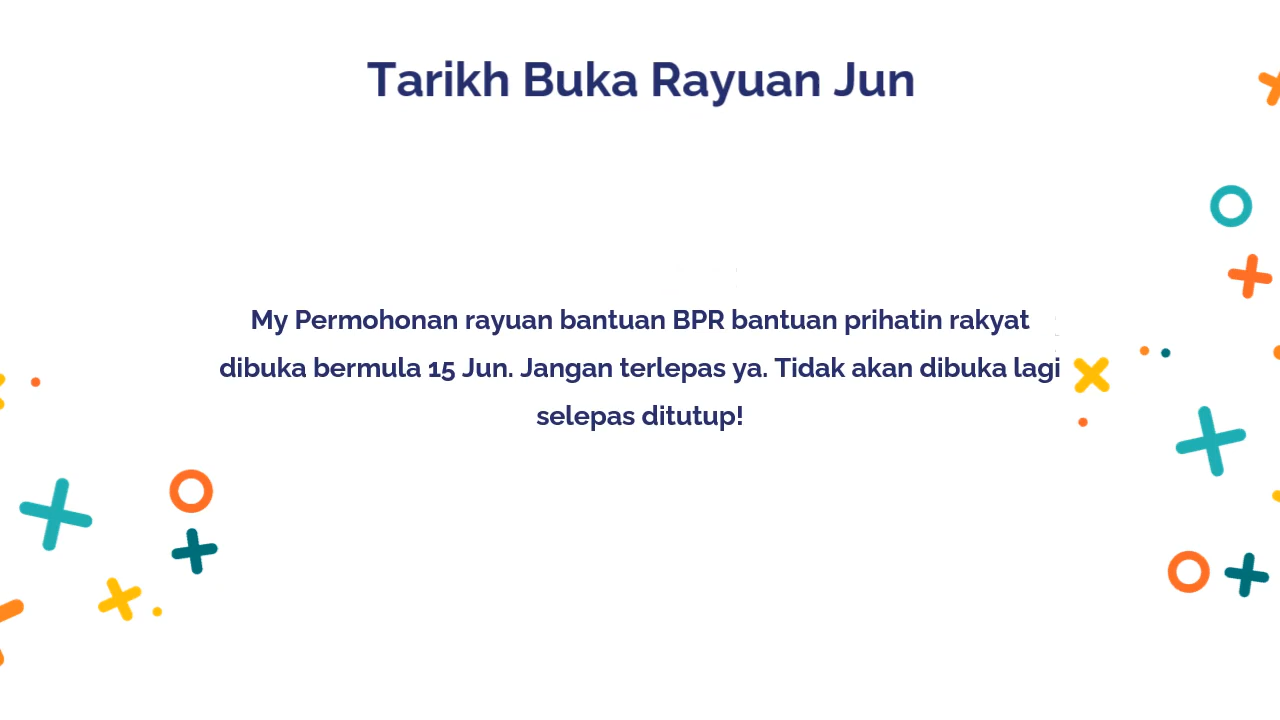 Tarikh Buka Rayuan Jun
My Permohonan rayuan bantuan BPR bantuan prihatin rakyat
dibuka bermula 15 Jun. Jangan terlepas ya. Tidak akan dibuka lagi
selepas ditutup!